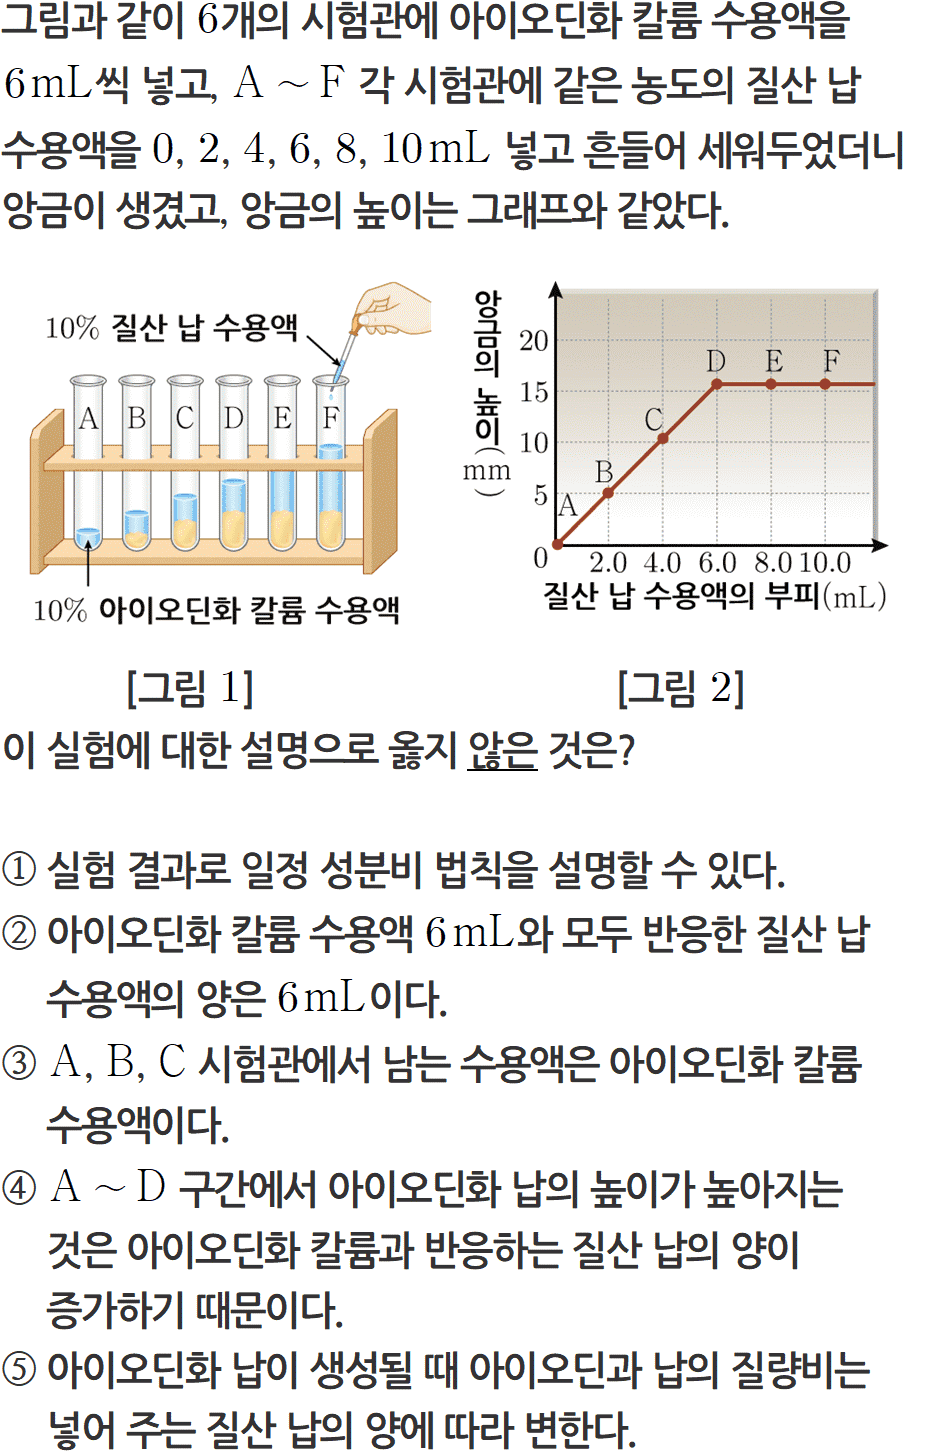 그림과 같이 6개의 시험관에 아이오딘화 칼륨 수용액을
6mL씩 넣고, A ~ F 각 시험관에 같은 농도의 질산 납
수용액을 0, 2, 4, 6, 8, 10mL 넣고 흔들어 세워두었더니
앙금이 생겼고, 앙금의 높이는 그래프와 같았다.
10% 질산 납 수용액
A B C D E F
10% 아이오딘화 칼륨 수용액
앙금의 높이(mm)
20
15
10
5
0
A B C D E F
2.0 4.0 6.0 8.0 10.0
질산 납 수용액의 부피(mL)
[그림 1] [그림 2]
이 실험에 대한 설명으로 옳지 않은 것은?
① 실험 결과로 일정 성분비 법칙을 설명할 수 있다.
② 아이오딘화 칼륨 수용액 6mL와 모두 반응한 질산 납
수용액의 양은 6mL이다.
③ A, B, C 시험관에서 남는 수용액은 아이오딘화 칼륨
수용액이다.
④ A ~ D 구간에서 아이오딘화 납의 높이가 높아지는
것은 아이오딘화 칼륨과 반응하는 질산 납의 양이
증가하기 때문이다.
⑤ 아이오딘화 납이 생성될 때 아이오딘과 납의 질량비는
넣어 주는 질산 납의 양에 따라 변한다.